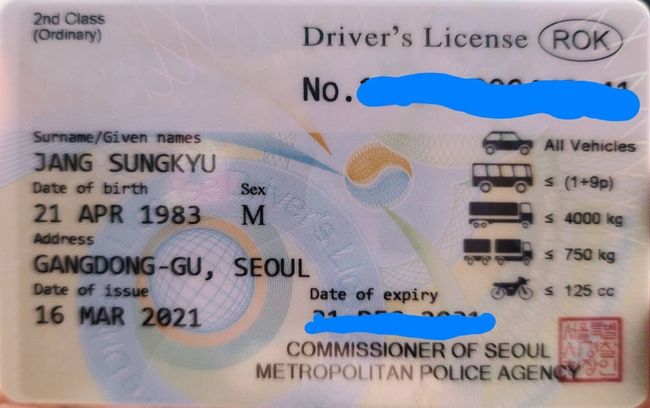 2nd Class
(Ordinary)
Driver's License ROK
No.
Surname/Given names
JANG SUNGKYU
Date of birth
Sex
21 APR 1983
M
Address
GANGDONG-GU, SEOUL
Date of issue
16 MAR 2021
Date of expiry
All Vehicles
≤ (1+9p)
≤ 4000 kg
≤ 750 kg
≤ 125 cc
COMMISSIONER OF SEOUL
METROPOLITAN POLICE AGENCY